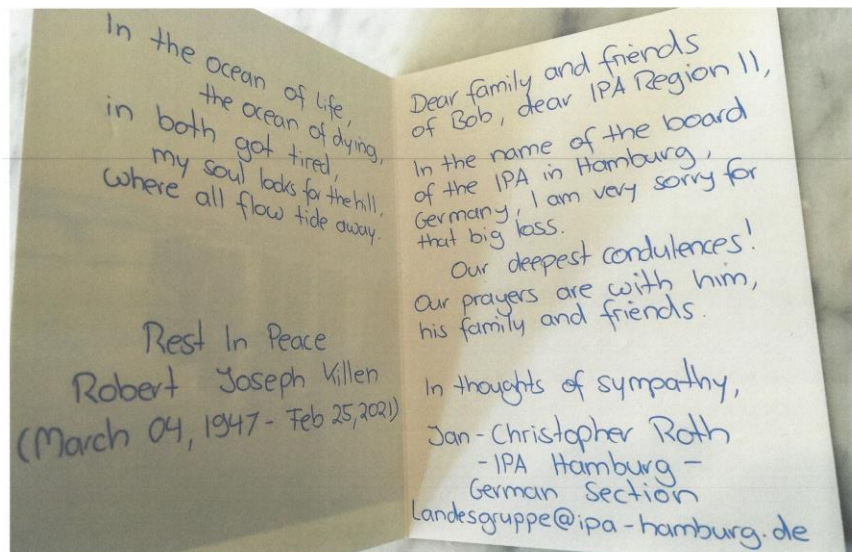 In the ocean of life,
the ocean of dying,
in both got tired,
my soul looks for the hill,
where all flow tide away.
Rest In Peace
Robert Joseph Killen
(March 04, 1947 - Feb 25, 2021)
Dear family and friends
of Bob, dear IPA Region 11,
In the name of the board
of the IPA in Hamburg,
Germany, I am very sorry for
that big loss.
Our deepest condulences!
Our prayers are with him,
his family and friends.
In thoughts of sympathy,
Jan-Christopher Roth
- IPA Hamburg -
German Section
Landesgruppe@ipa-hamburg.de